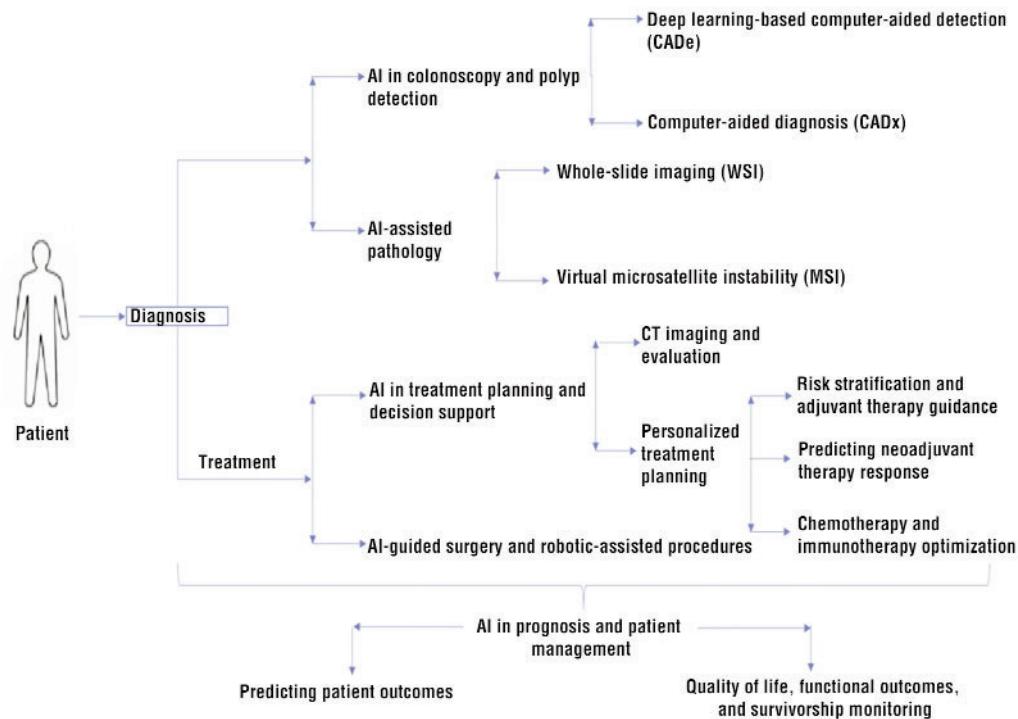 Deep learning-based computer-aided detection
(CADe)
AI in colonoscopy and polyp
detection
Computer-aided diagnosis (CADx)
Whole-slide imaging (WSI)
AI-assisted
pathology
Virtual microsatellite instability (MSI)
Diagnosis
Patient
CT imaging and
evaluation
AI in treatment planning and
decision support
Risk stratification and
adjuvant therapy guidance
Personalized
treatment
planning
Predicting neoadjuvant
therapy response
Treatment
Chemotherapy and
immunotherapy optimization
AI-guided surgery and robotic-assisted procedures
AI in prognosis and patient
management
Predicting patient outcomes
Quality of life, functional outcomes,
and survivorship monitoring